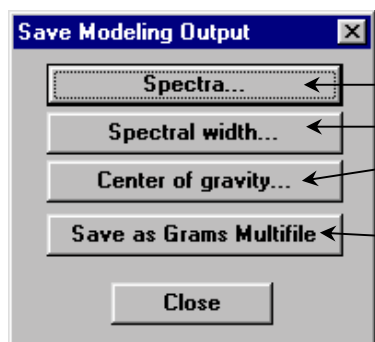 Save Modeling Output
Spectra...
Spectral width...
Center of gravity...
Save as Grams Multifile
Close